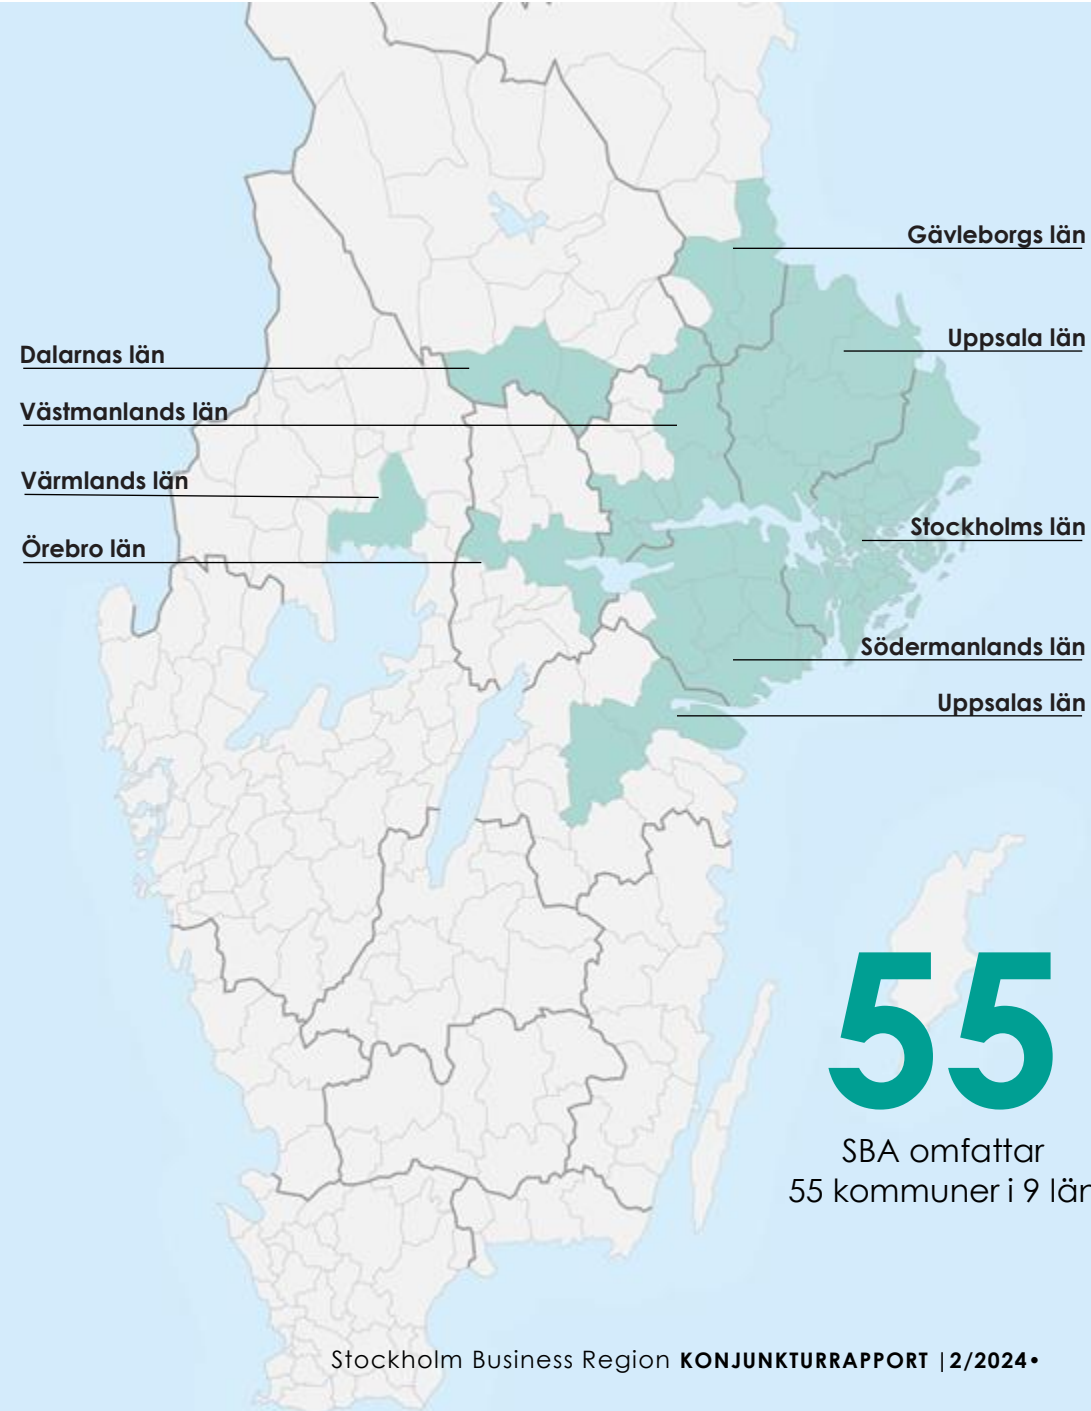 Gävleborgs län
Uppsala län
Dalarnas län
Västmanlands län
Värmlands län
Stockholms län
Örebro län
Södermanlands län
Uppsalas län
55
SBA omfattar
55 kommuner i 9 län
Stockholm Business Region KONJUNKTURRAPPORT |2/2024•